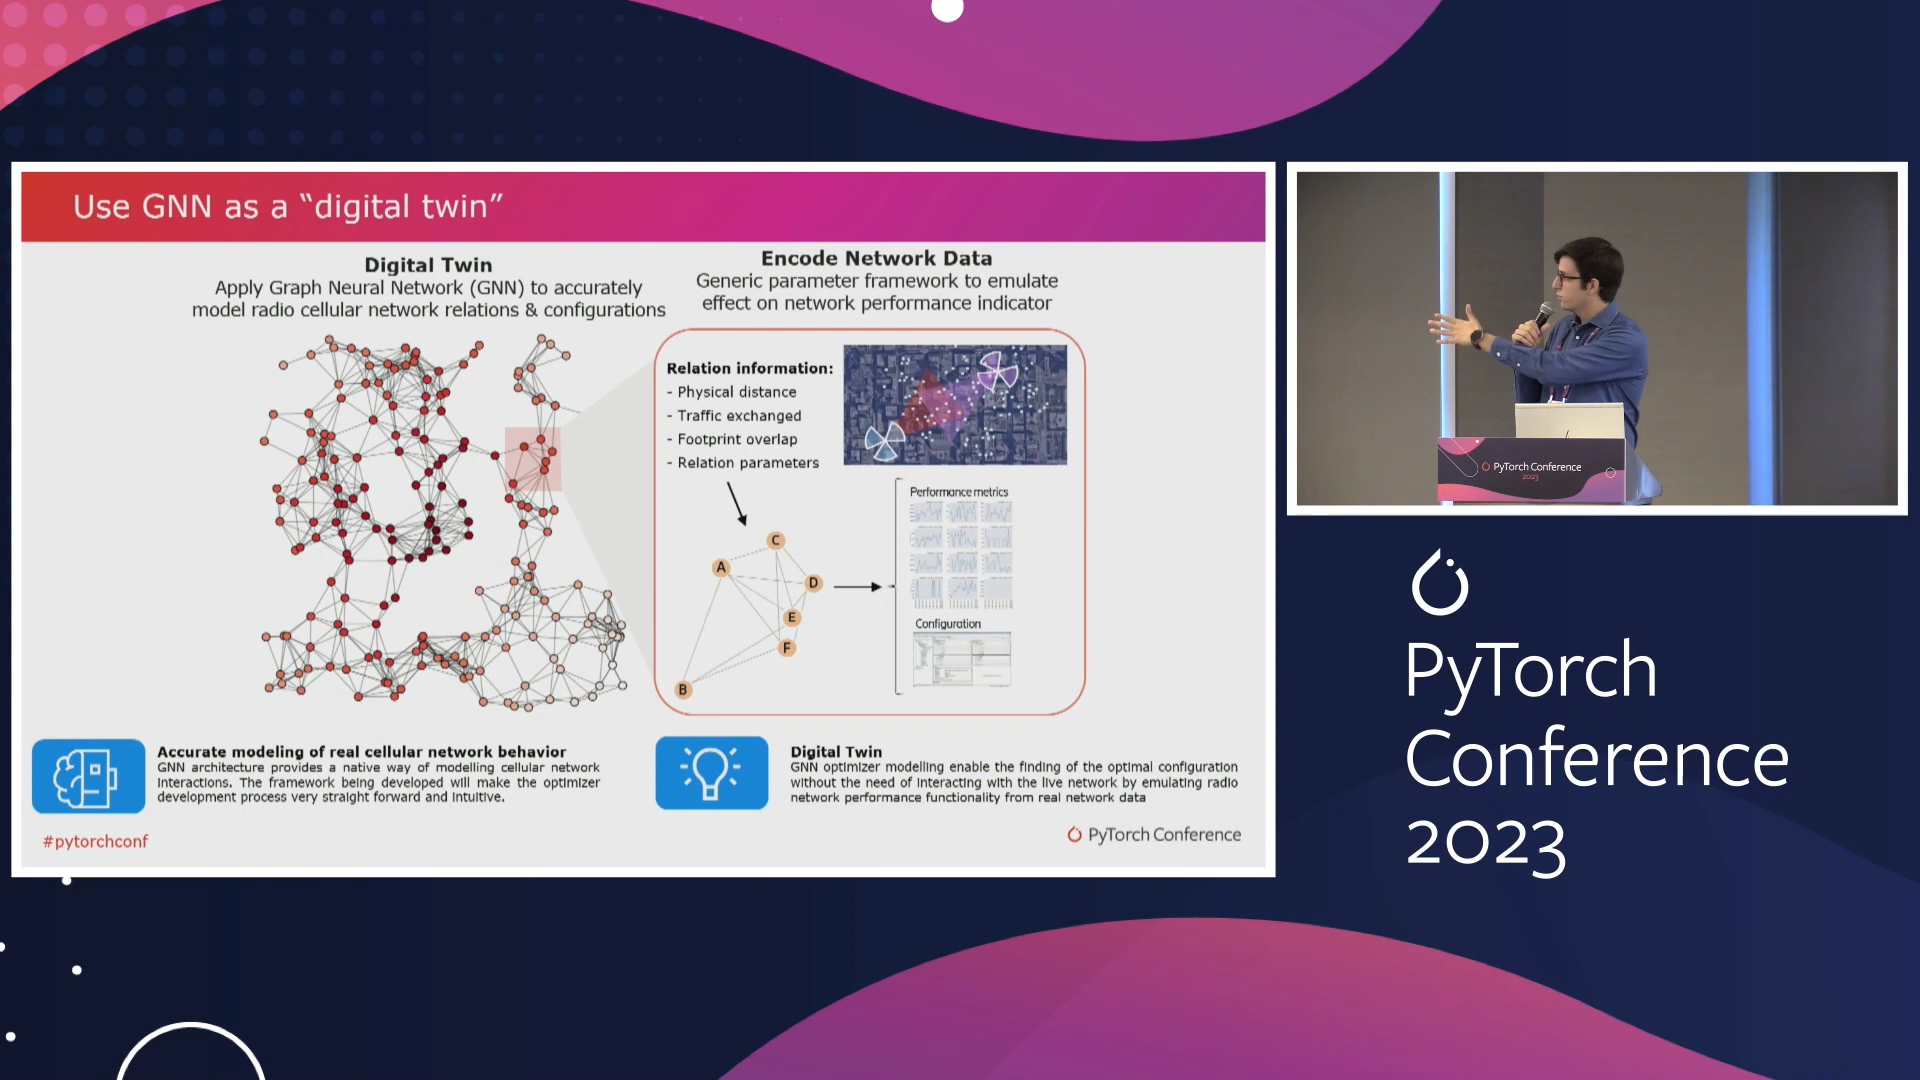 Use GNN as a “digital twin”
Digital Twin
Apply Graph Neural Network (GNN) to accurately
model radio cellular network relations & configurations
Encode Network Data
Generic parameter framework to emulate
effect on network performance indicator
Relation information:
- Physical distance
- Traffic exchanged
- Footprint overlap
- Relation parameters
C
A
D
E
F
B
Performance metrics
Configuration
Accurate modeling of real cellular network behavior
GNN architecture provides a native way of modelling cellular network
interactions. The framework being developed will make the optimizer
development process very straight forward and intuitive.
Digital Twin
GNN optimizer modelling enable the finding of the optimal configuration
without the need of interacting with the live network by emulating radio
network performance functionality from real network data
#pytorchconf
PyTorch Conference
PyTorch Conference
2023
PyTorch
Conference
2023